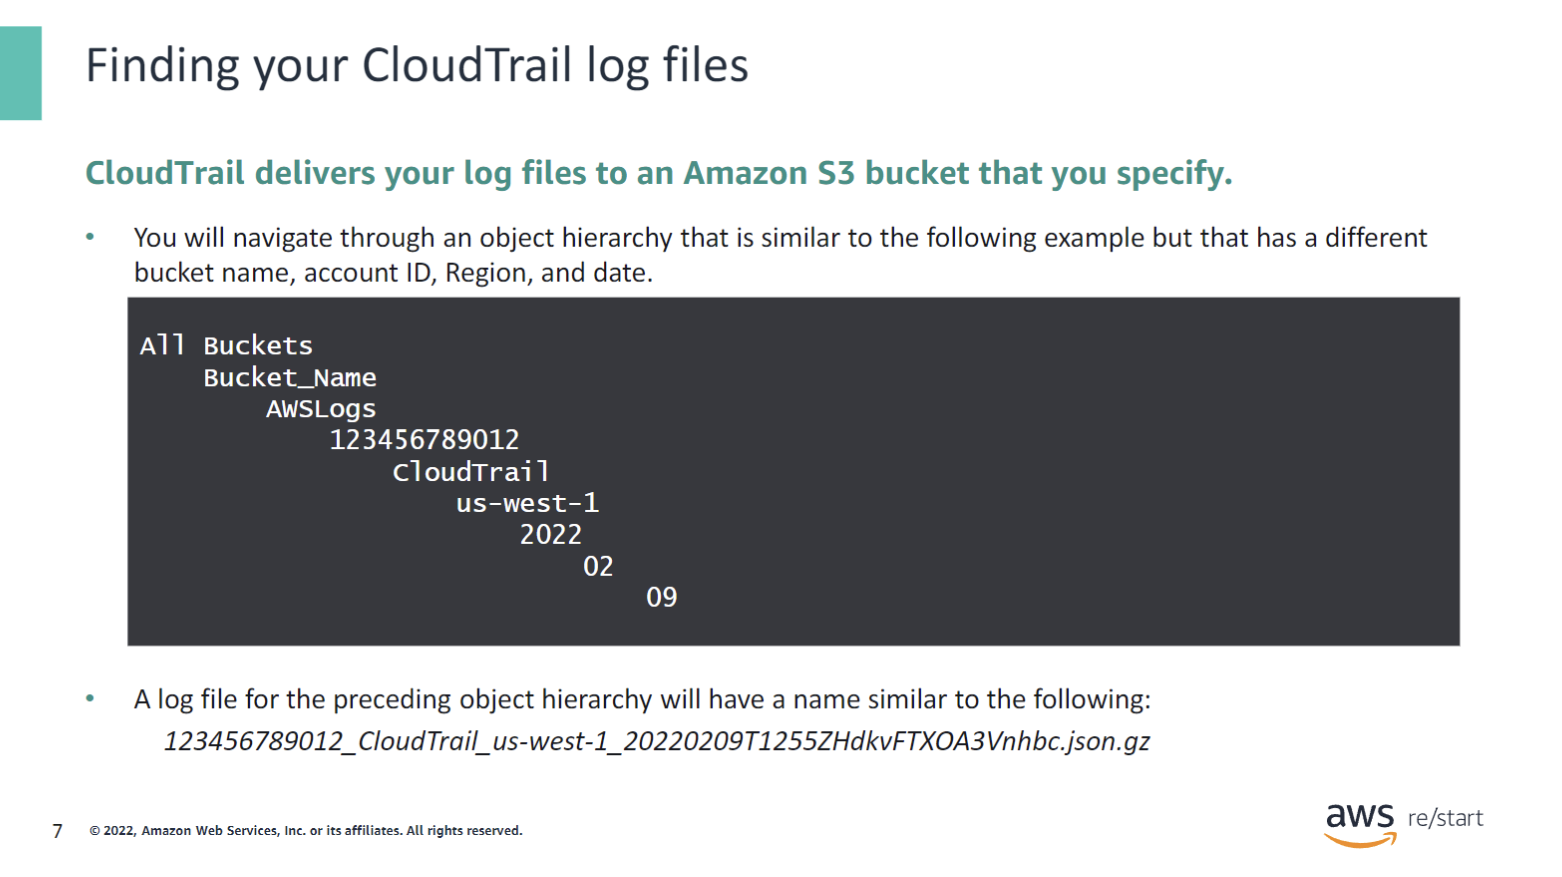 Finding your CloudTrail log files
CloudTrail delivers your log files to an Amazon S3 bucket that you specify.
• You will navigate through an object hierarchy that is similar to the following example but that has a different
bucket name, account ID, Region, and date.
All Buckets
Bucket_Name
AWSLogs
123456789012
CloudTrail
us-west-1
2022
02
09
• A log file for the preceding object hierarchy will have a name similar to the following:
123456789012_CloudTrail_us-west-1_20220209T1255ZHdkvFTXOA3Vnhbc.json.gz
7 © 2022, Amazon Web Services, Inc. or its affiliates. All rights reserved.
aws re/start